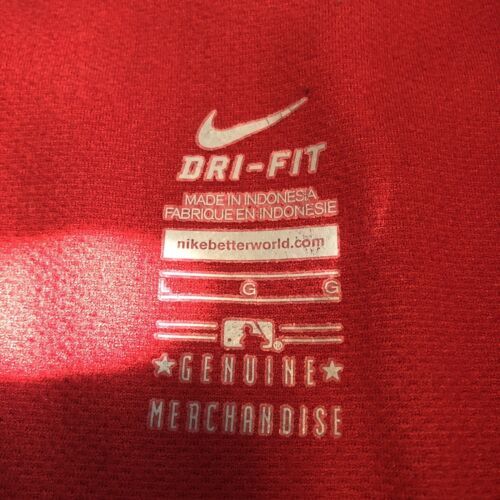 DRI-FIT
MADE IN INDONESIA
FABRIQUE EN INDONESIE
nikebetterworld.com
L G G
GENUINE
MERCHANDISE